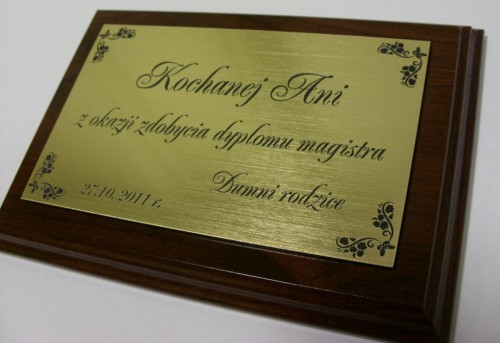 Kochanej Ani
z okazji zdobycia dyplomu magistra
Dumni rodzice
27.10.2011 r.